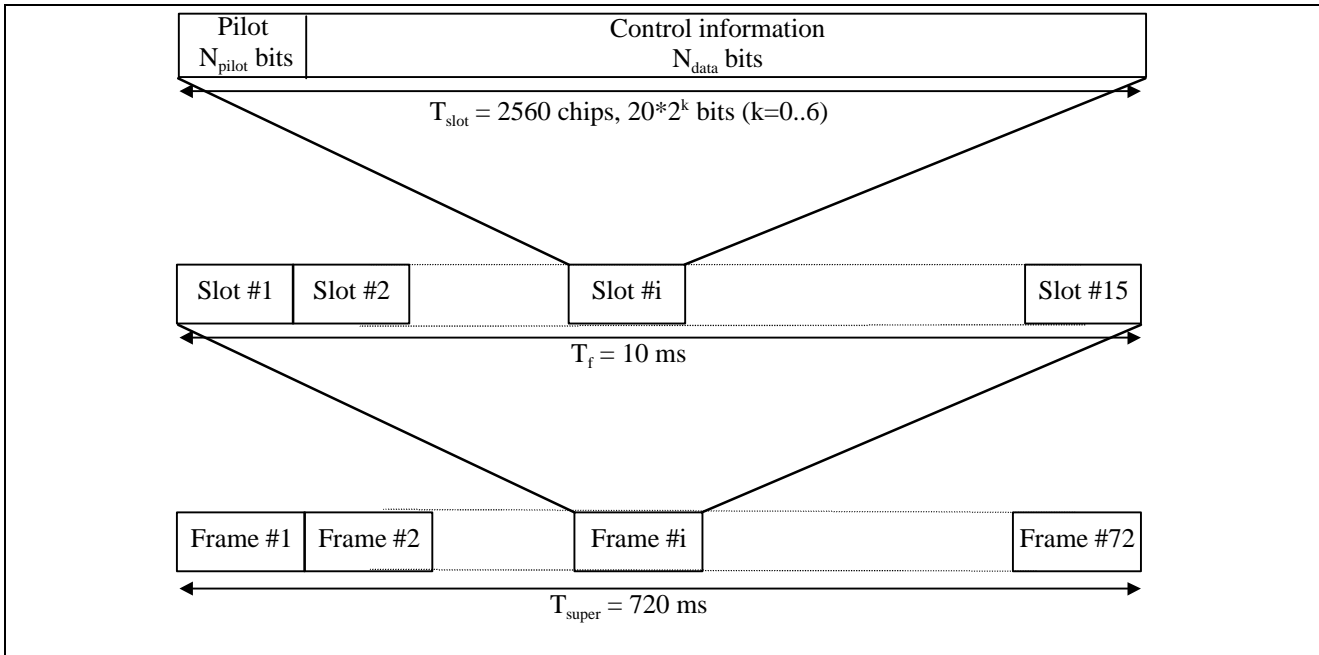 Pilot
N_pilot bits
Control information
N_data bits
T_slot = 2560 chips, 20*2^k bits (k=0..6)
Slot #1 Slot #2 Slot #i Slot #15
T_f = 10 ms
Frame #1 Frame #2 Frame #i Frame #72
T_super = 720 ms